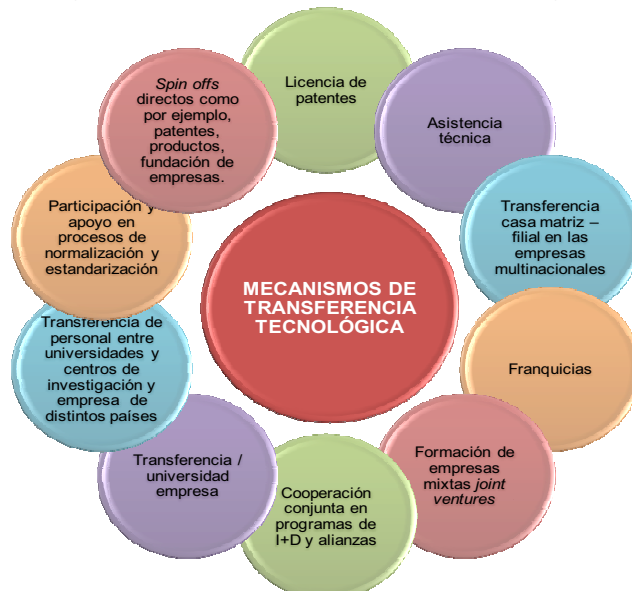 Licencia de
patentes
Asistencia
técnica
Transferencia
casa matriz –
filial en las
empresas
multinacionales
Franquicias
Formación de
empresas
mixtas joint
ventures
Cooperación
conjunta en
programas de
I+D y alianzas
Transferencia /
universidad
empresa
Transferencia de
personal entre
universidades y
centros de
investigación y
empresa de
distintos países
Participación y
apoyo en
procesos de
normalización y
estandarización
Spin offs
directos como
por ejemplo,
patentes,
productos,
fundación de
empresas.
MECANISMOS DE
TRANSFERENCIA
TECNOLÓGICA